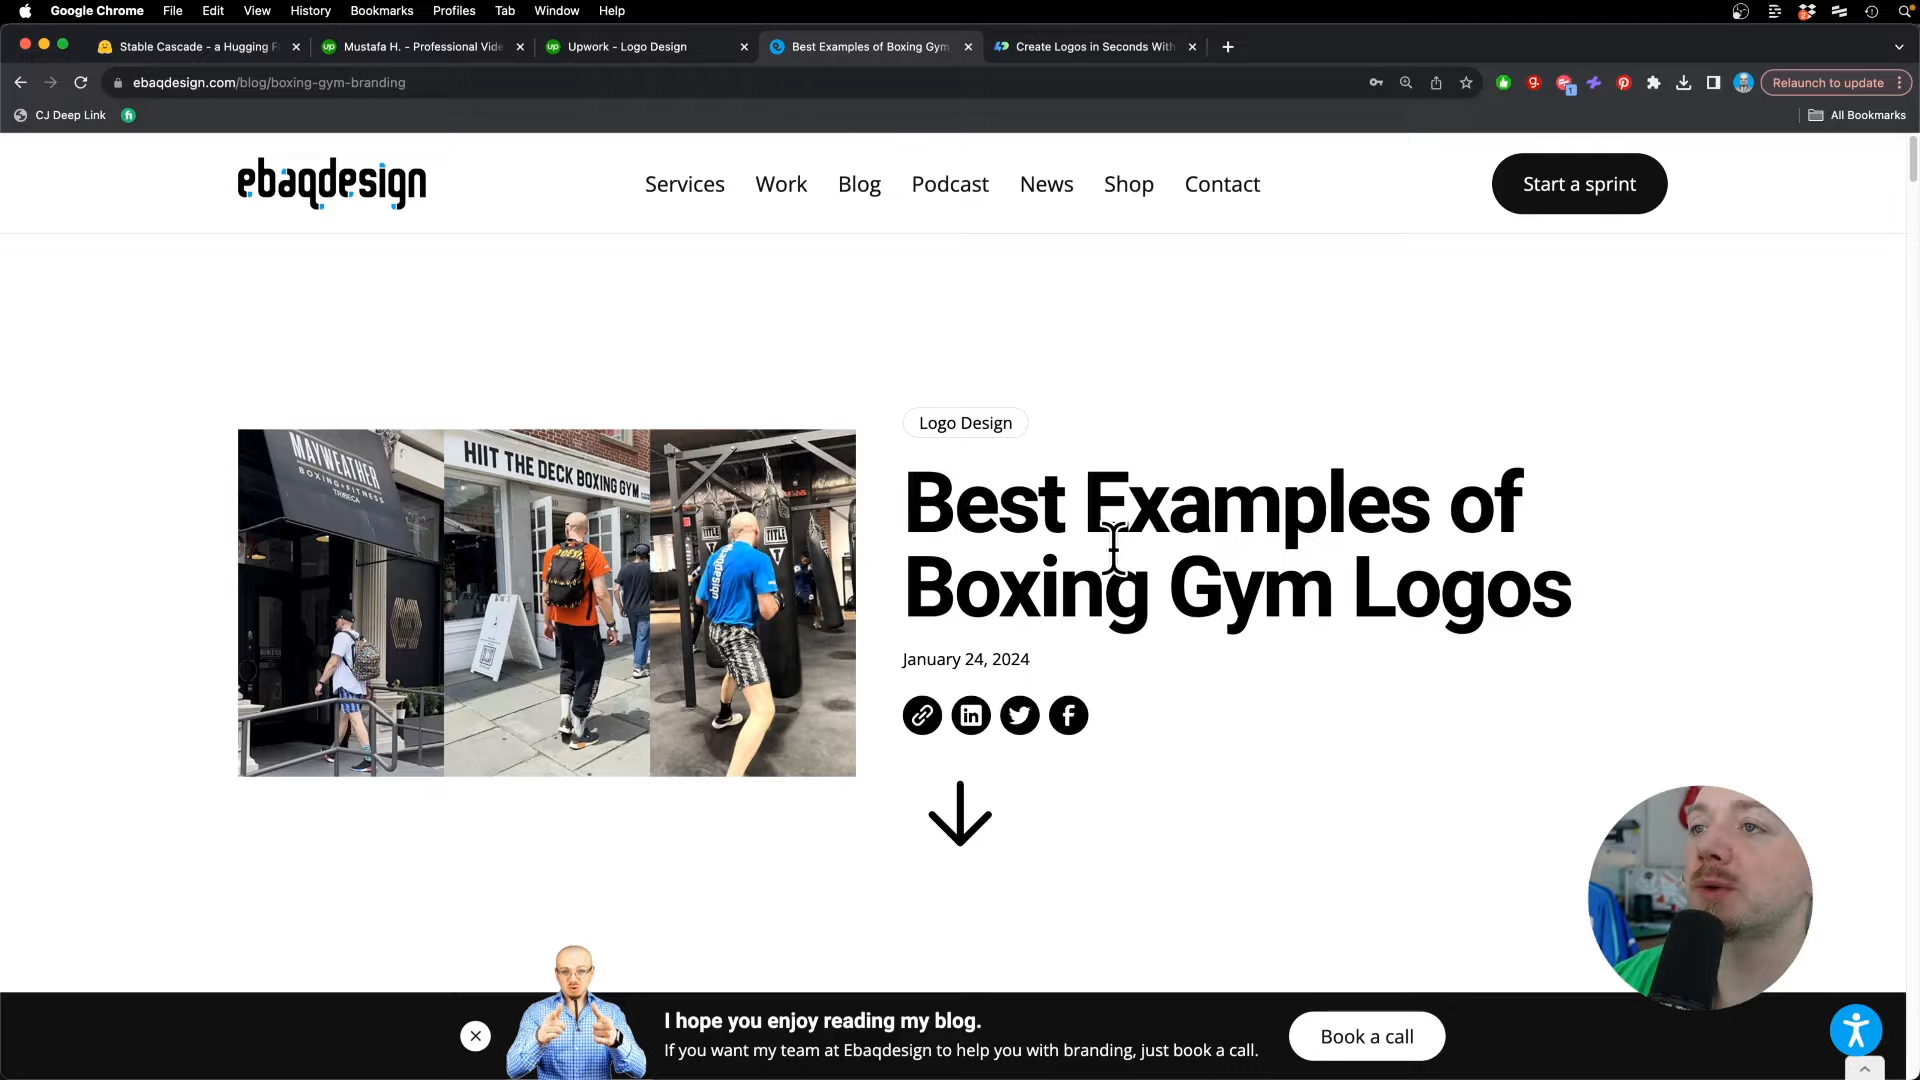 Google Chrome File Edit View History Bookmarks Profiles Tab Window Help
Stable Cascade - a Hugging F
Mustafa H. - Professional Vide
Upwork - Logo Design
Best Examples of Boxing Gym
Create Logos in Seconds With
ebaqdesign.com/blog/boxing-gym-branding
Relaunch to update
CJ Deep Link
All Bookmarks
ebaqdesign
Services Work Blog Podcast News Shop Contact
Start a sprint
MAYWEATHER
BOXING+FITNESS
TRIBECA
HIIT THE DECK BOXING GYM
TITLE
TITLE
ebaqdesign
Logo Design
Best Examples of
Boxing Gym Logos
January 24, 2024
I hope you enjoy reading my blog.
If you want my team at Ebaqdesign to help you with branding, just book a call.
Book a call